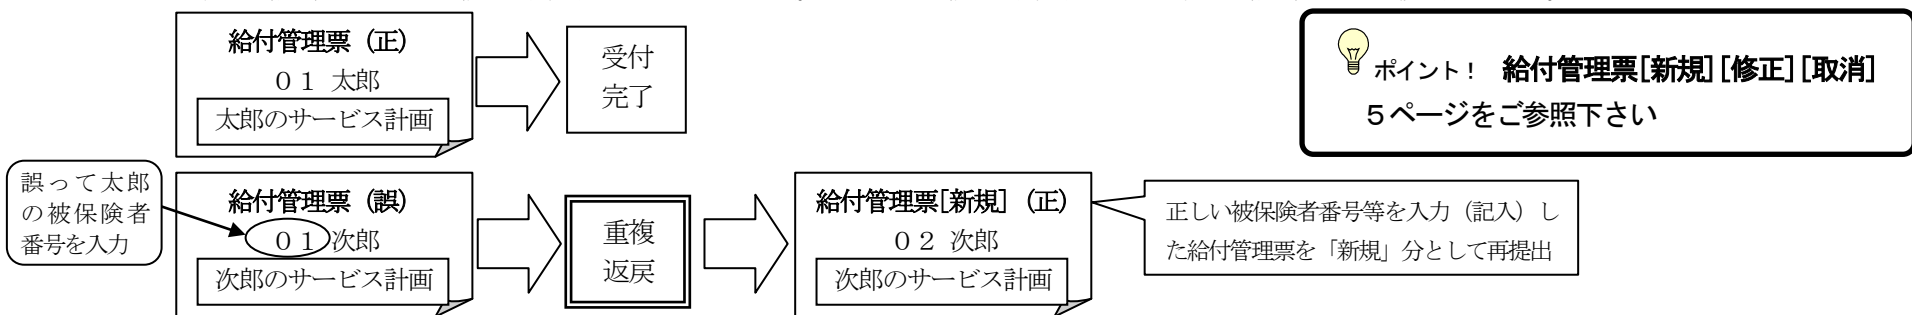 給付管理票（正）
０１ 太郎
太郎のサービス計画
受付
完了
ポイント！ 給付管理票[新規][修正][取消]
５ページをご参照下さい
誤って太郎
の被保険者
番号を入力
給付管理票（誤）
０１ 次郎
次郎のサービス計画
重複
返戻
給付管理票[新規]（正）
０２ 次郎
次郎のサービス計画
正しい被保険者番号等を入力（記入）し
た給付管理票を「新規」分として再提出